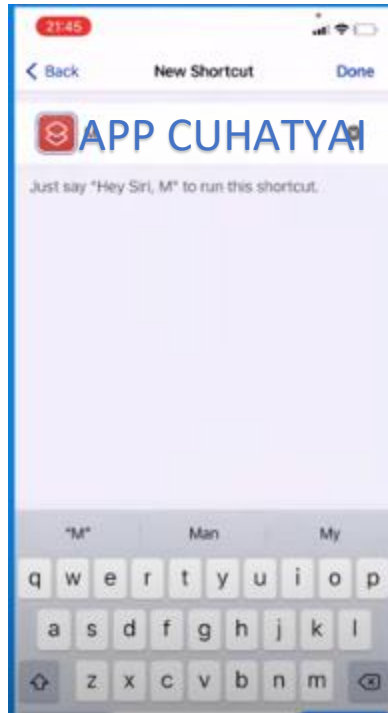 21:45
Back New Shortcut Done
APP CUHATYAI
Just say "Hey Siri, M" to run this shortcut.
"M" Man My
q w e r t y u i o p
a s d f g h j k l
z x c v b n m